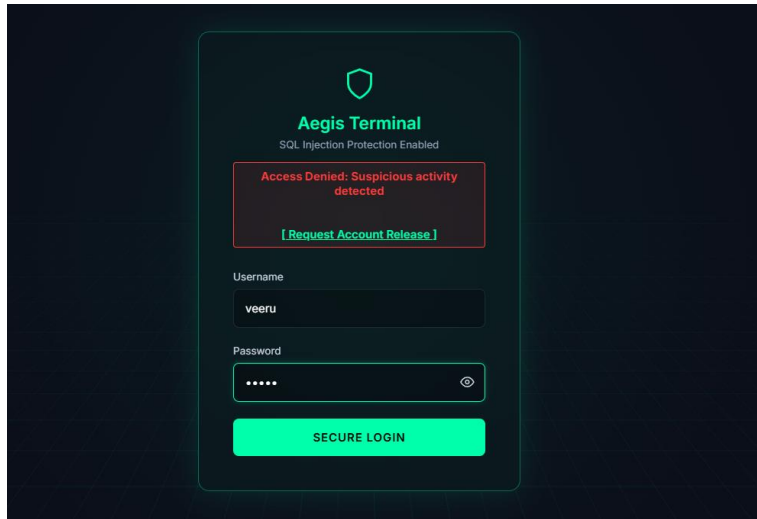 Aegis Terminal
SQL Injection Protection Enabled
Access Denied: Suspicious activity
detected
[ Request Account Release ]
Username
veeru
Password
•••••
SECURE LOGIN